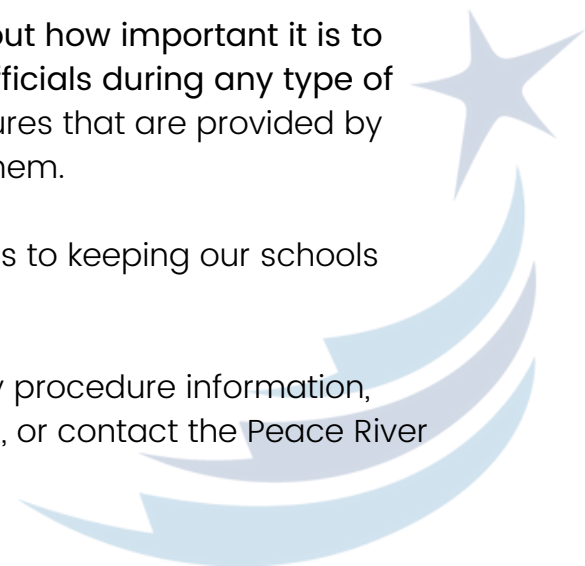 out how important it is to
fficials during any type of
ures that are provided by
hem.
s to keeping our schools
y procedure information,
, or contact the Peace River